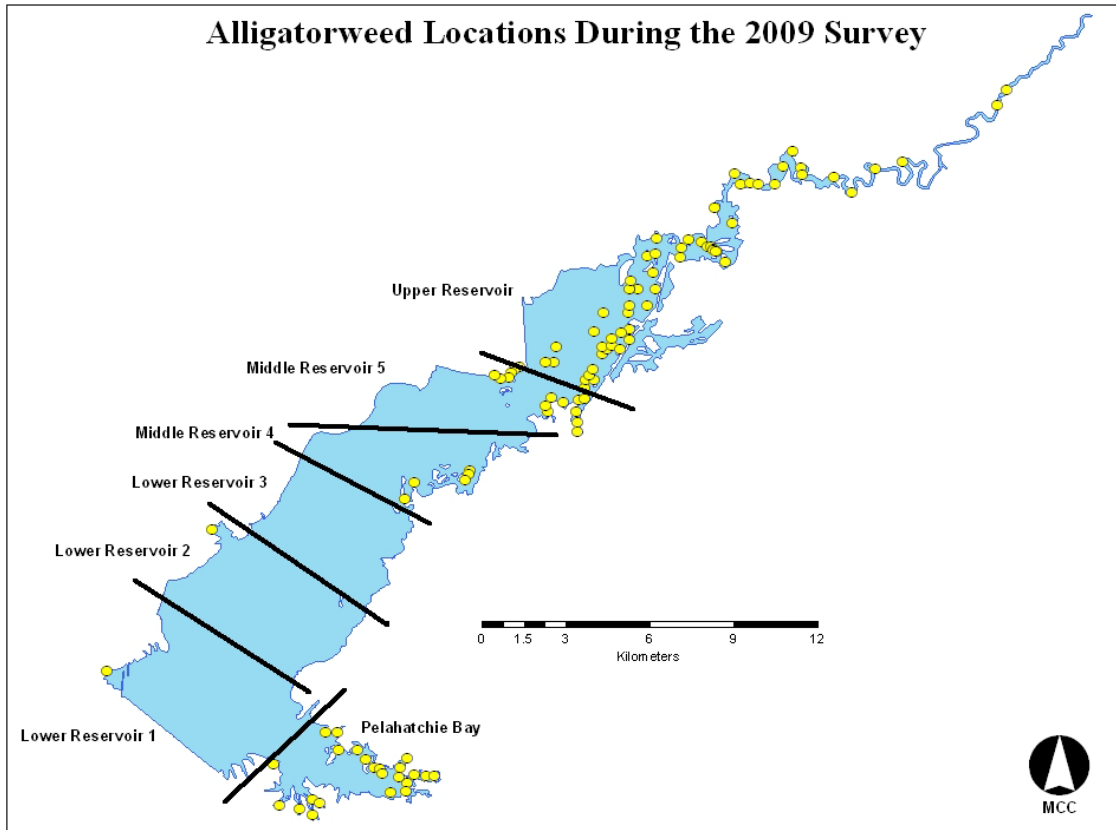 Alligatorweed Locations During the 2009 Survey
Upper Reservoir
Middle Reservoir 5
Middle Reservoir 4
Lower Reservoir 3
Lower Reservoir 2
Lower Reservoir 1
Pelahatchie Bay
0 1.5 3 6 9 12
Kilometers
MCC